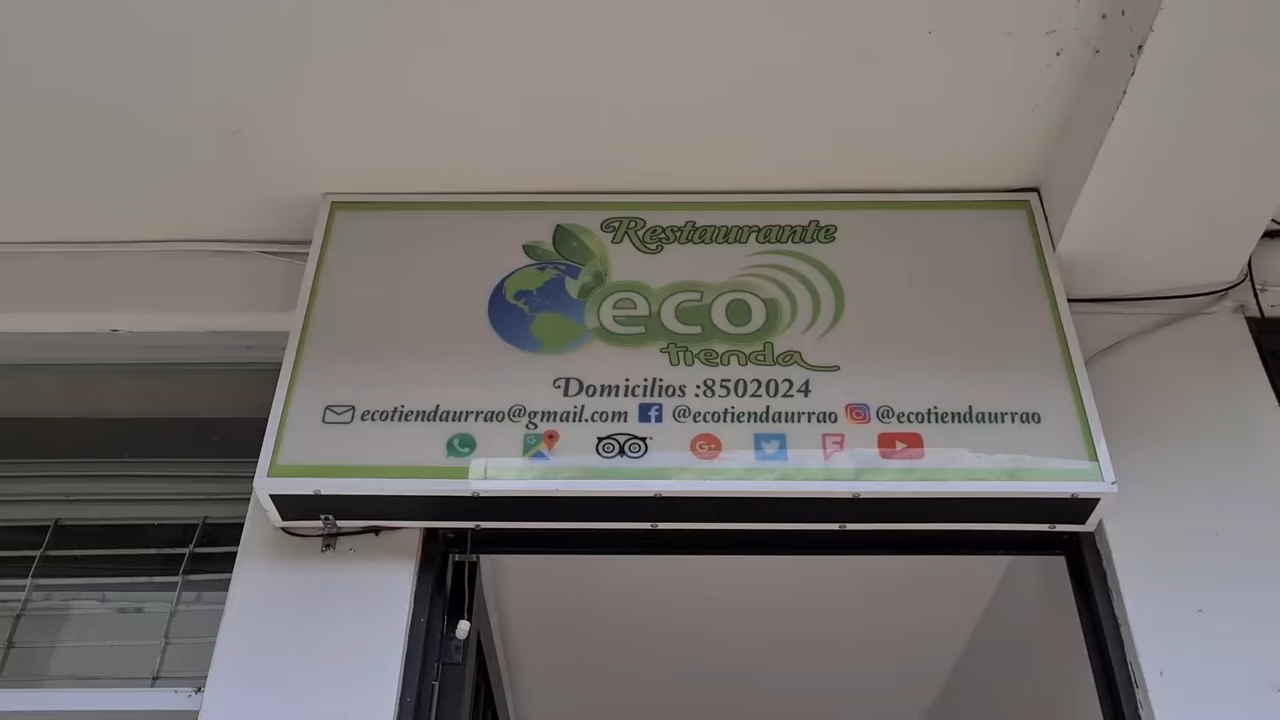 Restaurante
eco
tienda
Domicilios :8502024
ecotiendaurrao@gmail.com @ecotiendaurrao @ecotiendaurrao
G G+